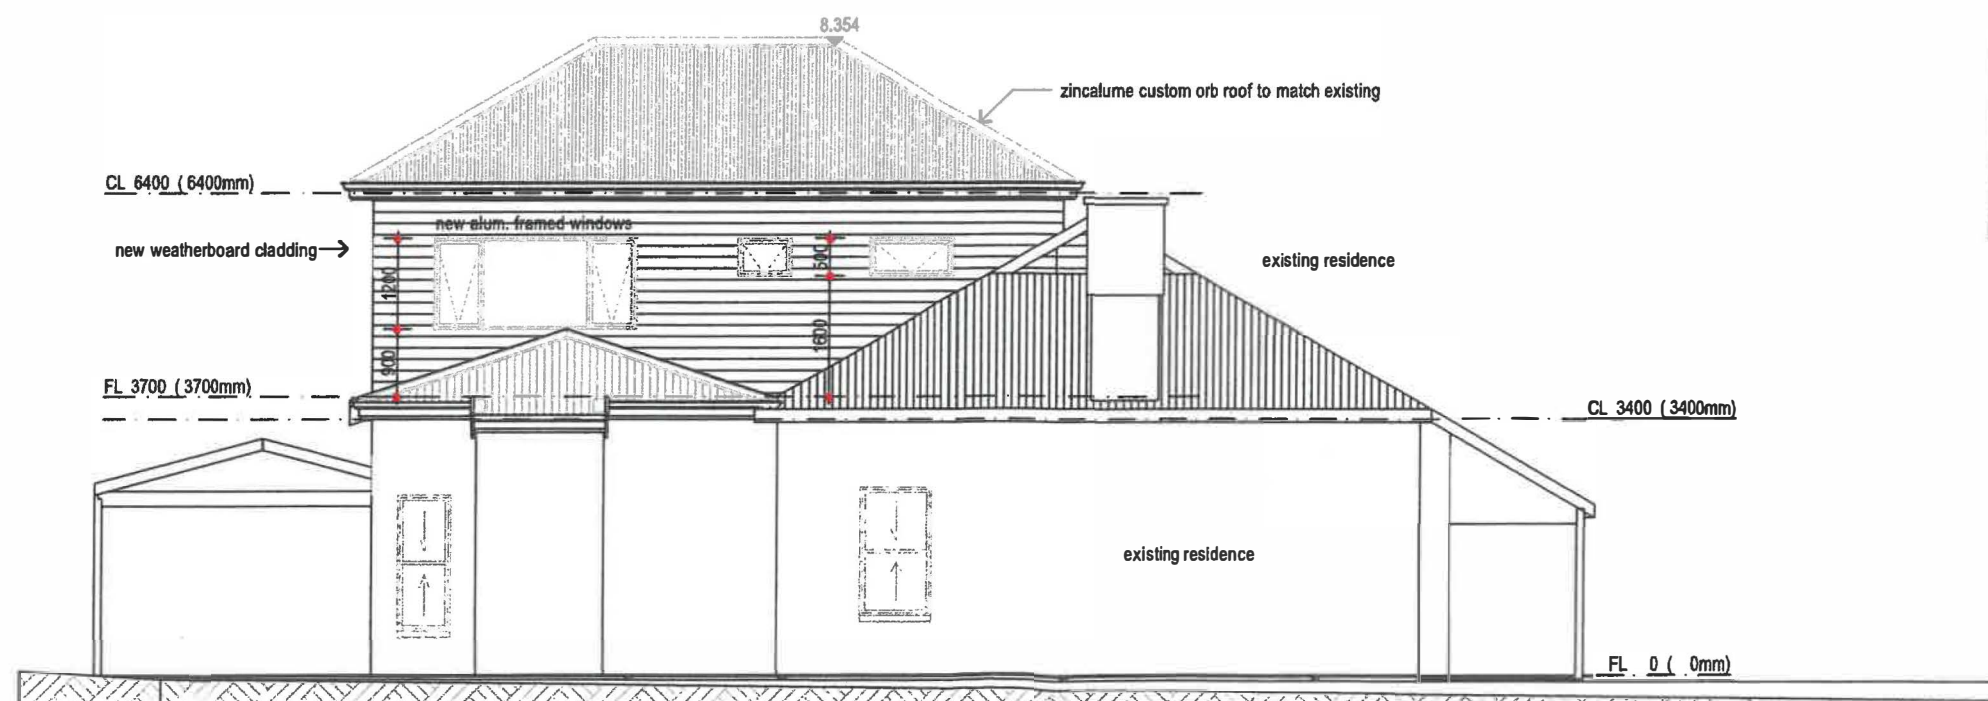 8.354
zincalume custom orb roof to match existing
CL 6400 (6400mm)
new alum. framed windows
new weatherboard cladding
existing residence
1200
500
1600
900
FL 3700 (3700mm)
CL 3400 (3400mm)
existing residence
FL 0 ( 0mm)